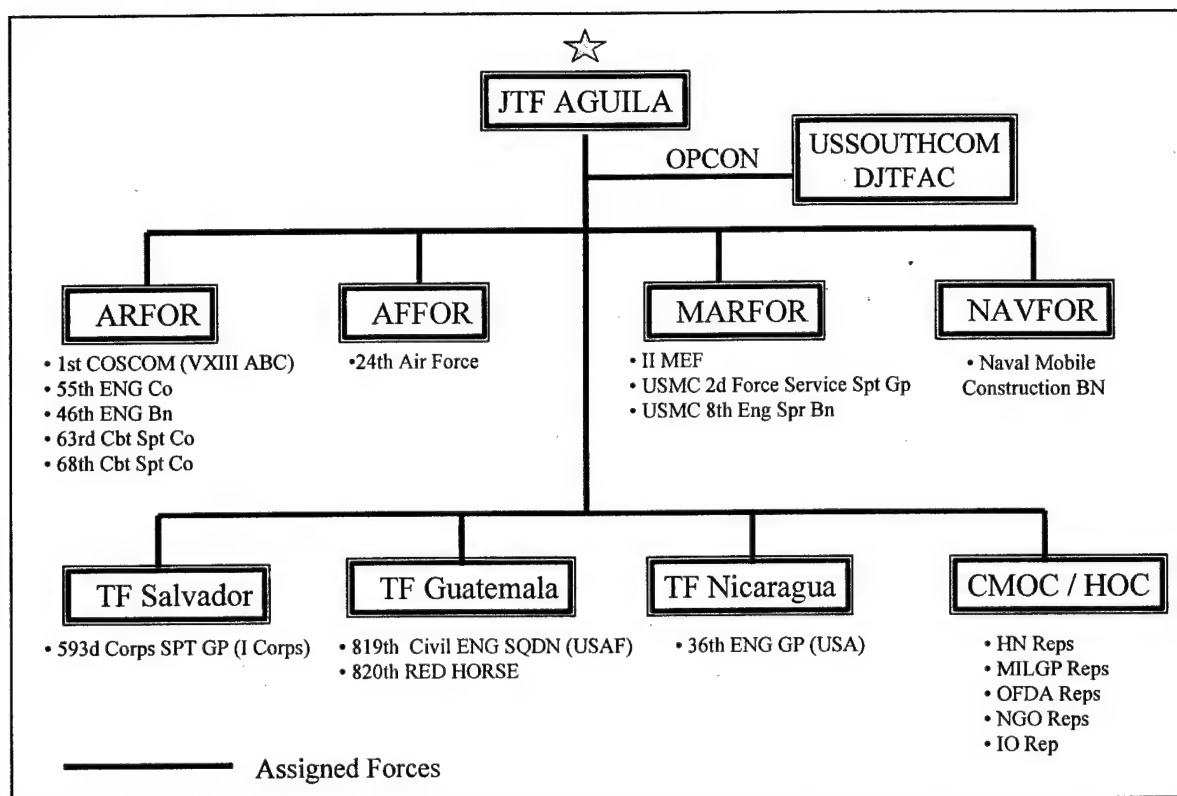 JTF AGUILA
OPCON
USSOUTHCOM
DJTFAC
ARFOR
• 1st COSCOM (VXIII ABC)
• 55th ENG Co
• 46th ENG Bn
• 63rd Cbt Spt Co
• 68th Cbt Spt Co
AFFOR
•24th Air Force
MARFOR
• II MEF
• USMC 2d Force Service Spt Gp
• USMC 8th Eng Spr Bn
NAVFOR
• Naval Mobile
Construction BN
TF Salvador
• 593d Corps SPT GP (I Corps)
TF Guatemala
• 819th Civil ENG SQDN (USAF)
• 820th RED HORSE
TF Nicaragua
• 36th ENG GP (USA)
CMOC / HOC
• HN Reps
• MILGP Reps
• OFDA Reps
• NGO Reps
• IO Rep
Assigned Forces